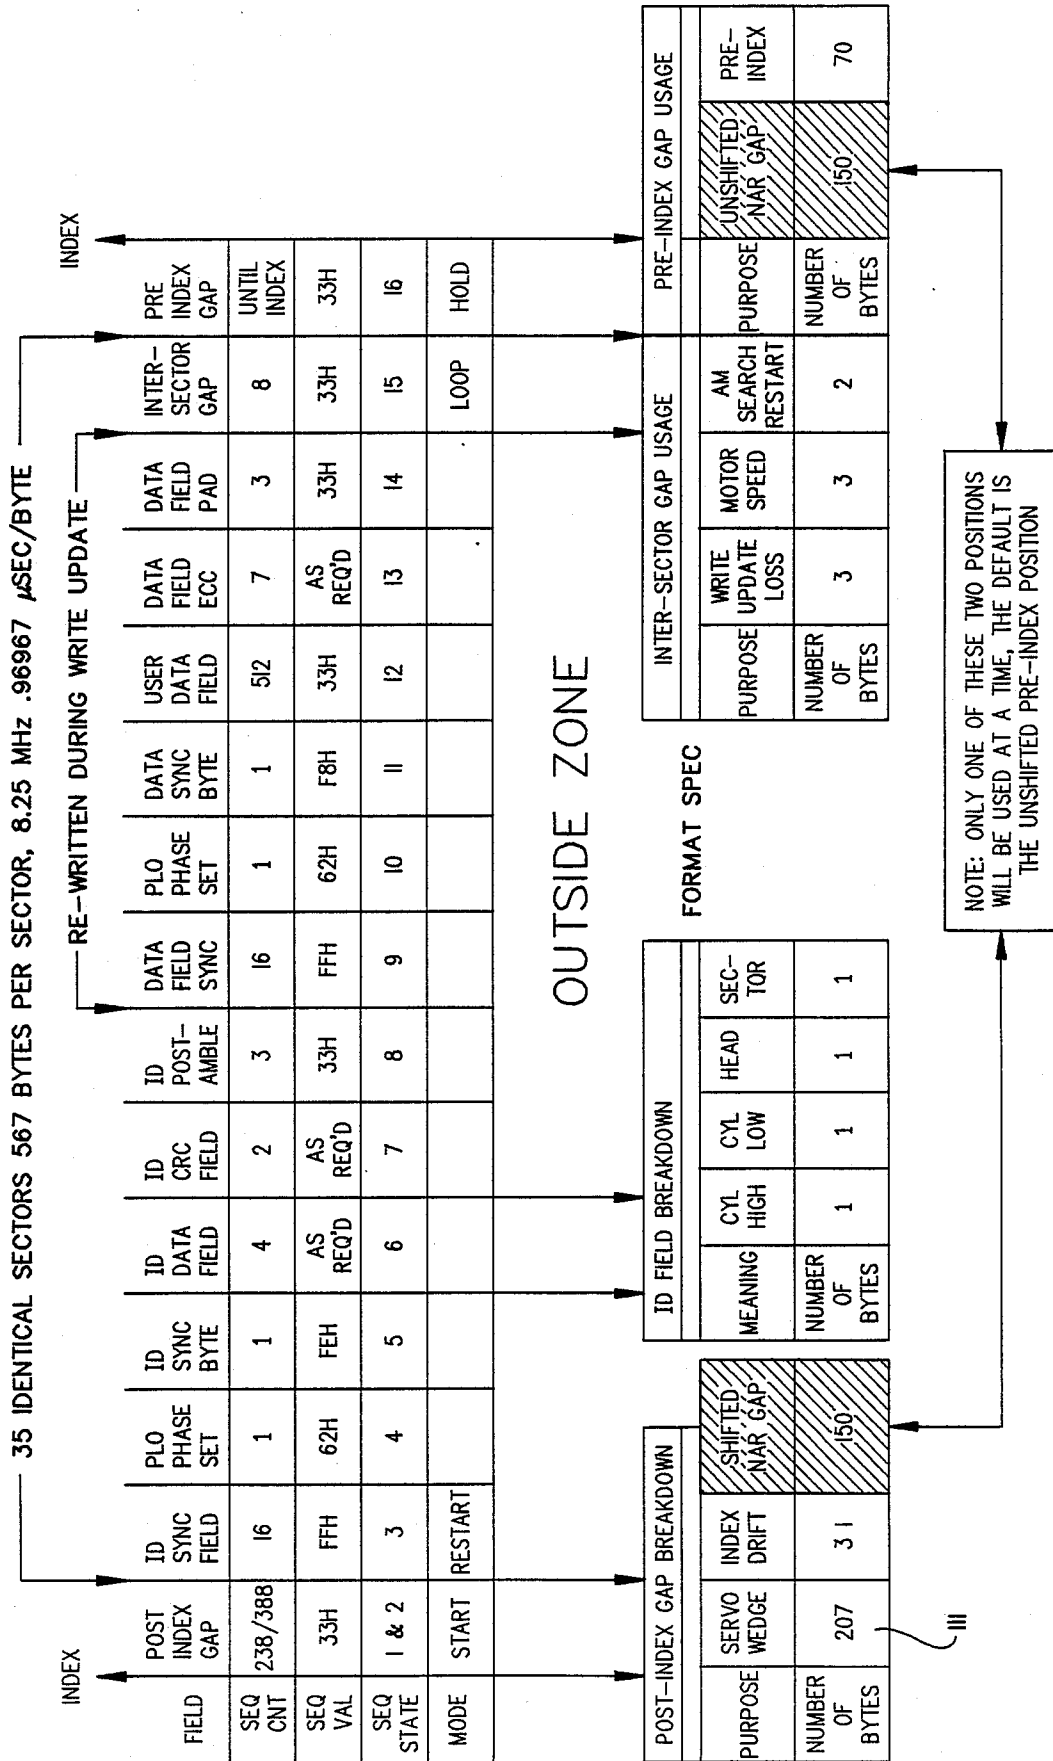 35 IDENTICAL SECTORS 567 BYTES PER SECTOR, 8.25 MHz .96967 µSEC/BYTE
RE-WRITTEN DURING WRITE UPDATE
INDEX
INDEX
FIELD
POST INDEX GAP
ID SYNC FIELD
PLO PHASE SET
ID SYNC BYTE
ID DATA FIELD
ID CRC FIELD
ID POST-AMBLE
DATA FIELD SYNC
PLO PHASE SET
DATA SYNC BYTE
USER DATA FIELD
DATA FIELD ECC
DATA FIELD PAD
INTER-SECTOR GAP
PRE INDEX GAP
SEQ CNT 238/388 16 1 1 4 2 3 16 1 1 512 7 3 8 UNTIL INDEX
SEQ VAL 33H FFH 62H FEH AS REQ'D AS REQ'D 33H FFH 62H F8H 33H AS REQ'D 33H 33H 33H
SEQ STATE 1 & 2 3 4 5 6 7 8 9 10 11 12 13 14 15 16
MODE START RESTART LOOP HOLD
OUTSIDE ZONE
FORMAT SPEC
POST-INDEX GAP BREAKDOWN
PURPOSE SERVO WEDGE INDEX DRIFT SHIFTED NAR GAP
NUMBER OF BYTES 207 31 150
111
ID FIELD BREAKDOWN
MEANING CYL HIGH CYL LOW HEAD SEC-TOR
NUMBER OF BYTES 1 1 1 1
INTER-SECTOR GAP USAGE
PURPOSE WRITE UPDATE LOSS MOTOR SPEED AM SEARCH RESTART
NUMBER OF BYTES 3 3 2
PRE-INDEX GAP USAGE
PURPOSE UNSHIFTED NAR GAP PRE-INDEX
NUMBER OF BYTES 150 70
NOTE: ONLY ONE OF THESE TWO POSITIONS
WILL BE USED AT A TIME, THE DEFAULT IS
THE UNSHIFTED PRE-INDEX POSITION